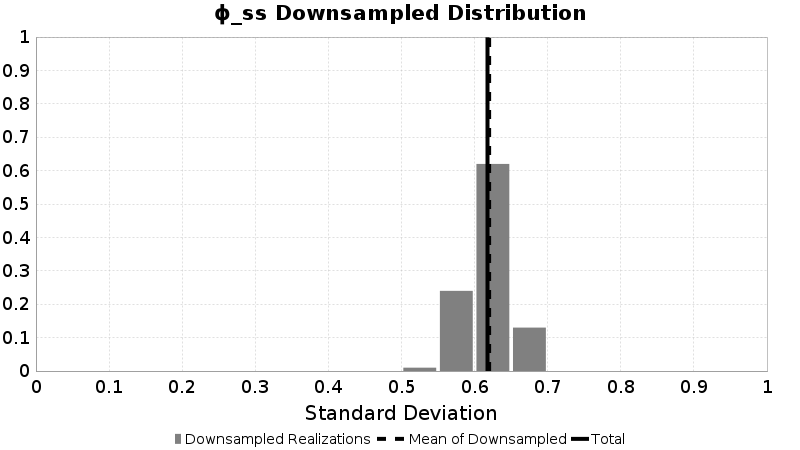 ϕ_ss Downsampled Distribution
1
0.9
0.8
0.7
0.6
0.5
0.4
0.3
0.2
0.1
0
0 0.1 0.2 0.3 0.4 0.5 0.6 0.7 0.8 0.9 1
Standard Deviation
Downsampled Realizations Mean of Downsampled Total